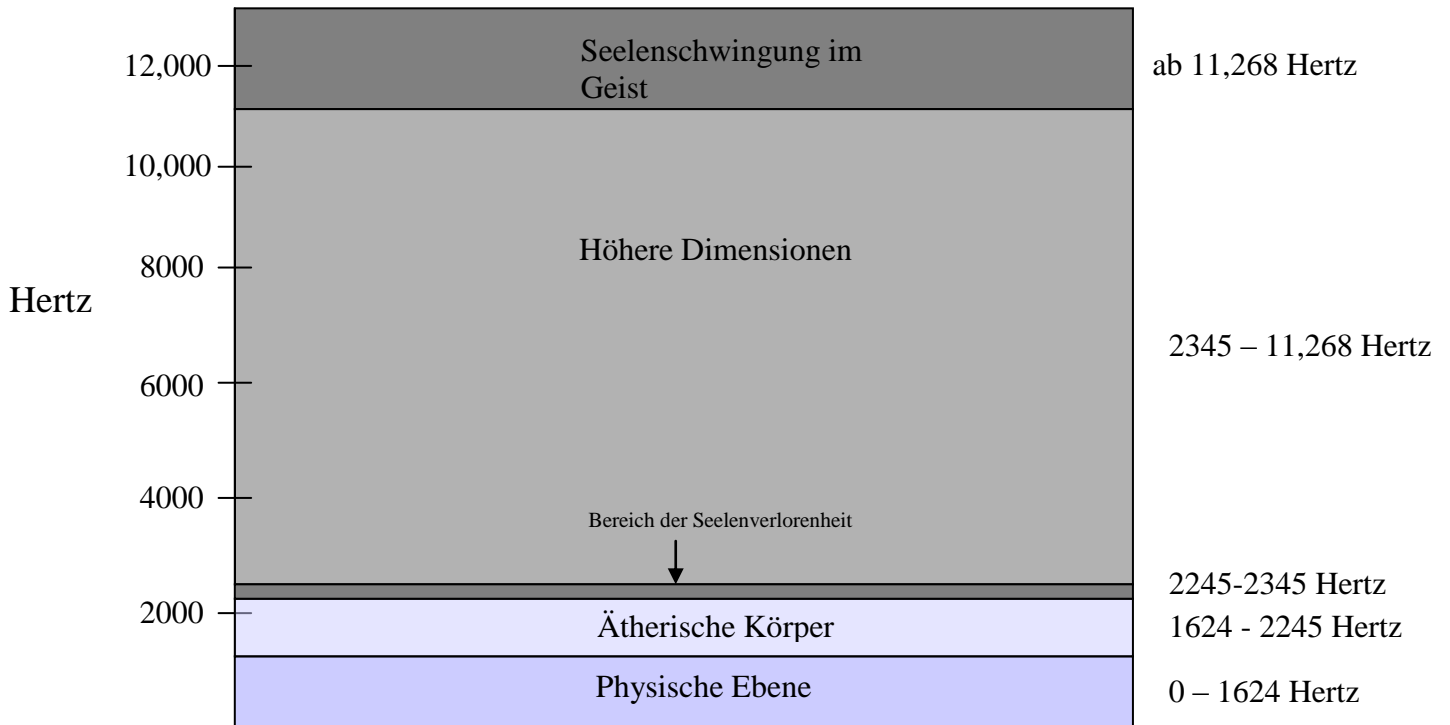 Seelenschwingung im
Geist
12,000
ab 11,268 Hertz
10,000
Höhere Dimensionen
8000
Hertz
2345 – 11,268 Hertz
6000
4000
Bereich der Seelenverlorenheit
2245-2345 Hertz
2000
Ätherische Körper
1624 - 2245 Hertz
Physische Ebene
0 – 1624 Hertz